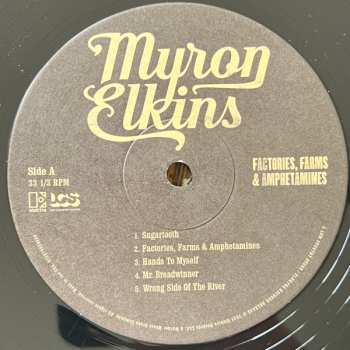 Myron
Elkins
Side A
33 1/3 RPM
FACTORIES, FARMS
& AMPHETAMINES
LCS
1. Sugartooth
2. Factories, Farms & Amphetamines
3. Hands To Myself
4. Mr. Breadwinner
5. Wrong Side Of The River